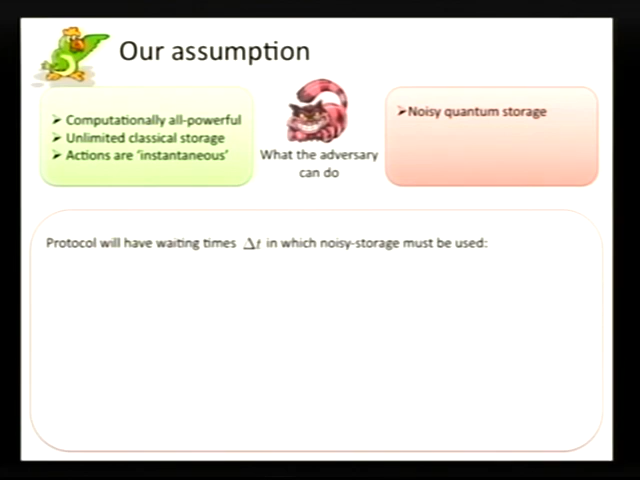 Our assumption
➢ Computationally all-powerful
➢ Unlimited classical storage
➢ Actions are 'instantaneous'
What the adversary
can do
➢Noisy quantum storage
Protocol will have waiting times Δt in which noisy-storage must be used: